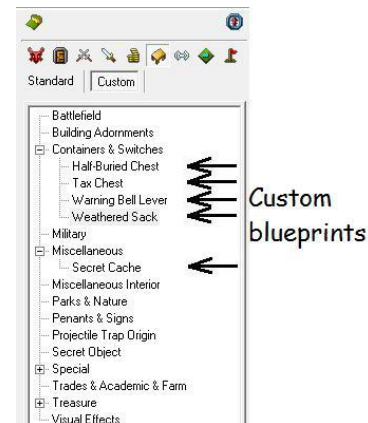 Standard
Custom
Battlefield
Building Adornments
Containers & Switches
Half-Buried Chest
Tax Chest
Warning Bell Lever
Weathered Sack
Military
Miscellaneous
Secret Cache
Miscellaneous Interior
Parks & Nature
Penants & Signs
Projectile Trap Origin
Secret Object
Special
Trades & Academic & Farm
Treasure
Visual Effects
Custom
blueprints